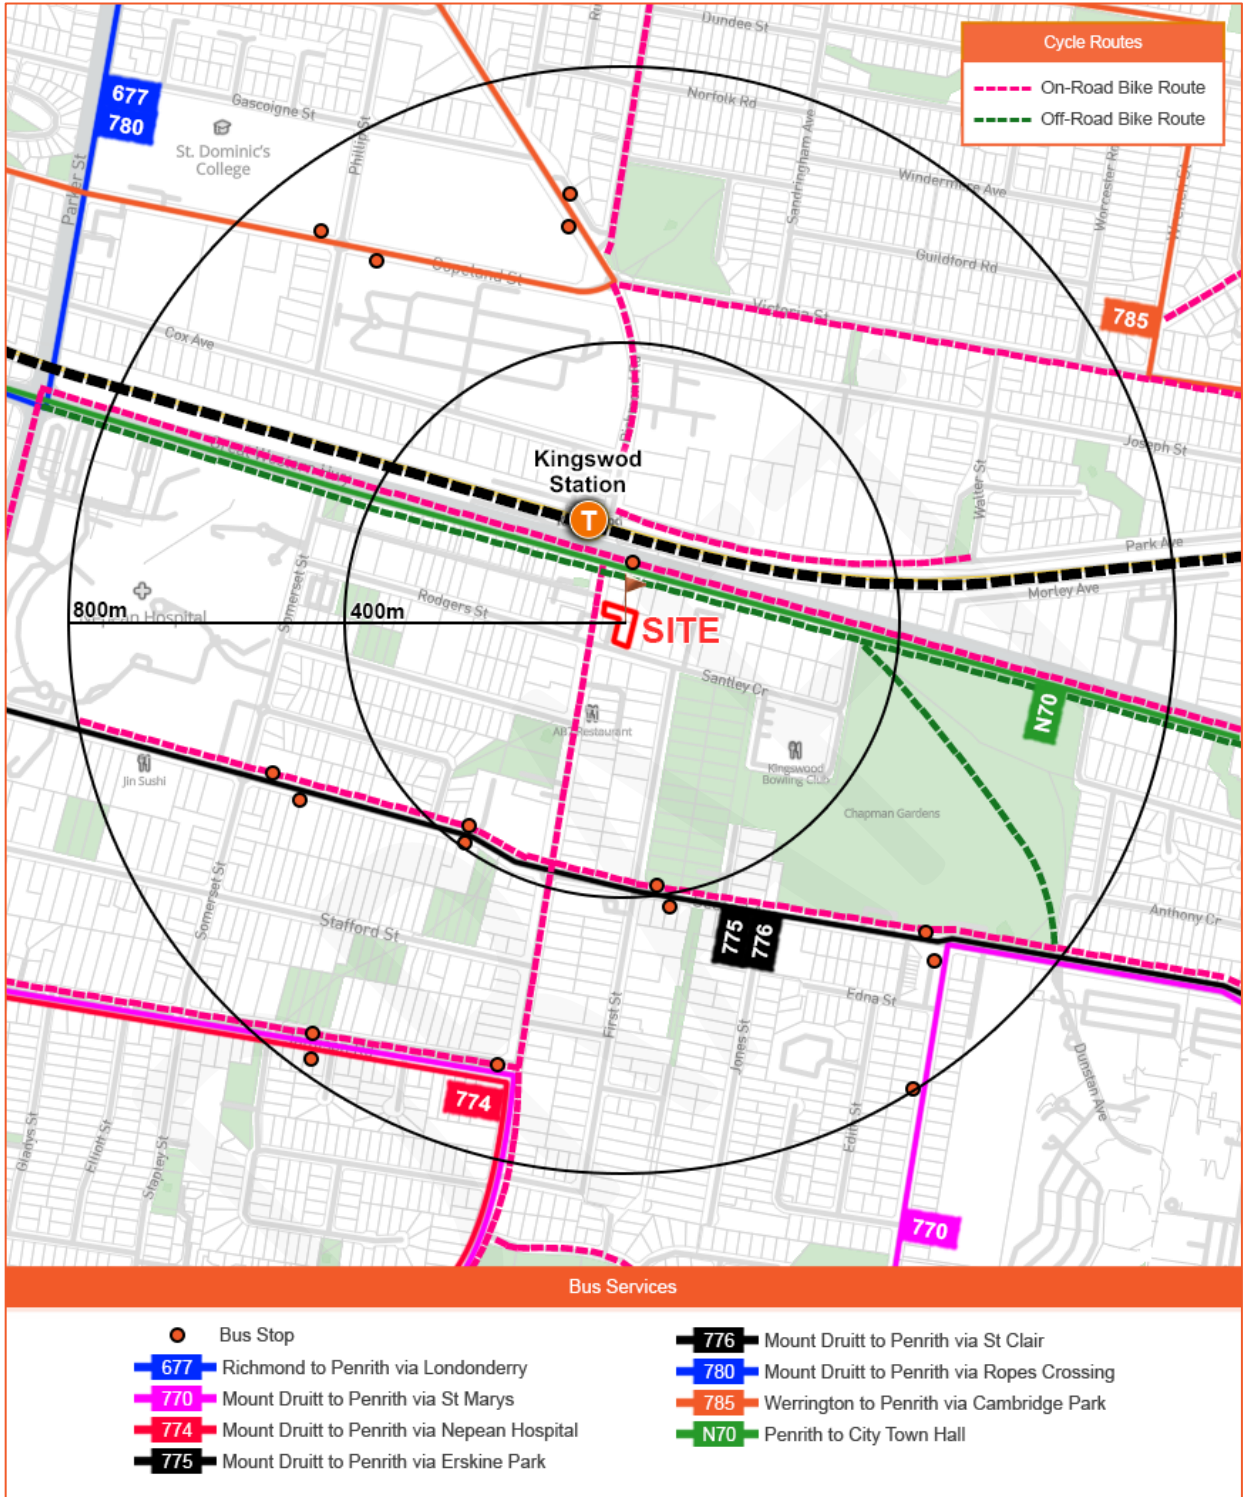 Dundee St
Cycle Routes
On-Road Bike Route
Off-Road Bike Route
677
780
Gascoigne St
Norfolk Rd
St. Dominic's
College
Phillip St
Parker St
Sandringham Ave
Windermere Ave
Worcester Rd
Guildford Rd
Copeland St
Victoria St
785
Cox Ave
Joseph St
Great Western Hwy
Kingswod
Station
T
Walter St
Park Ave
Morley Ave
800m
Nepean Hospital
Somerset St
400m
Rodgers St
SITE
Santley Cr
N70
AB2 Restaurant
Jin Sushi
Kingswood
Bowling Club
Chapman Gardens
Somerset St
Stafford St
775
776
Anthony Cr
Edna St
First St
Jones St
774
Dunstan Ave
Edith St
Gladys St
Elliott St
Stapley St
770
Bus Services
Bus Stop
677 Richmond to Penrith via Londonderry
770 Mount Druitt to Penrith via St Marys
774 Mount Druitt to Penrith via Nepean Hospital
775 Mount Druitt to Penrith via Erskine Park
776 Mount Druitt to Penrith via St Clair
780 Mount Druitt to Penrith via Ropes Crossing
785 Werrington to Penrith via Cambridge Park
N70 Penrith to City Town Hall